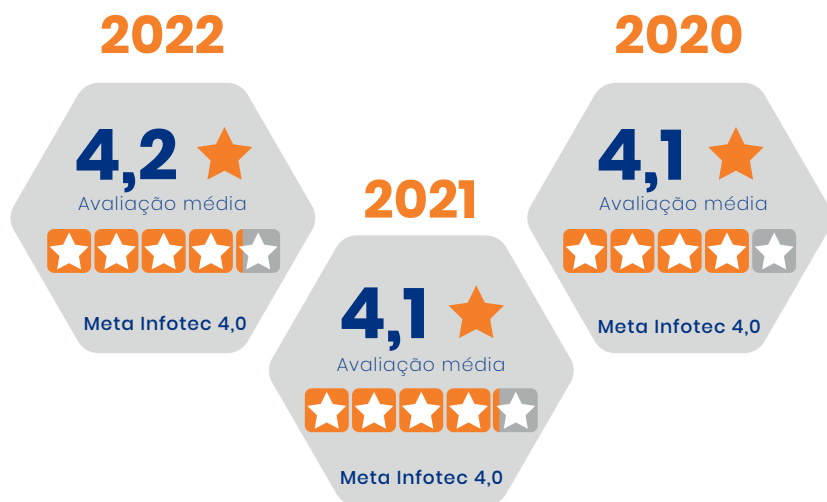 2022
4,2
Avaliação média
Meta Infotec 4,0
2021
4,1
Avaliação média
Meta Infotec 4,0
2020
4,1
Avaliação média
Meta Infotec 4,0